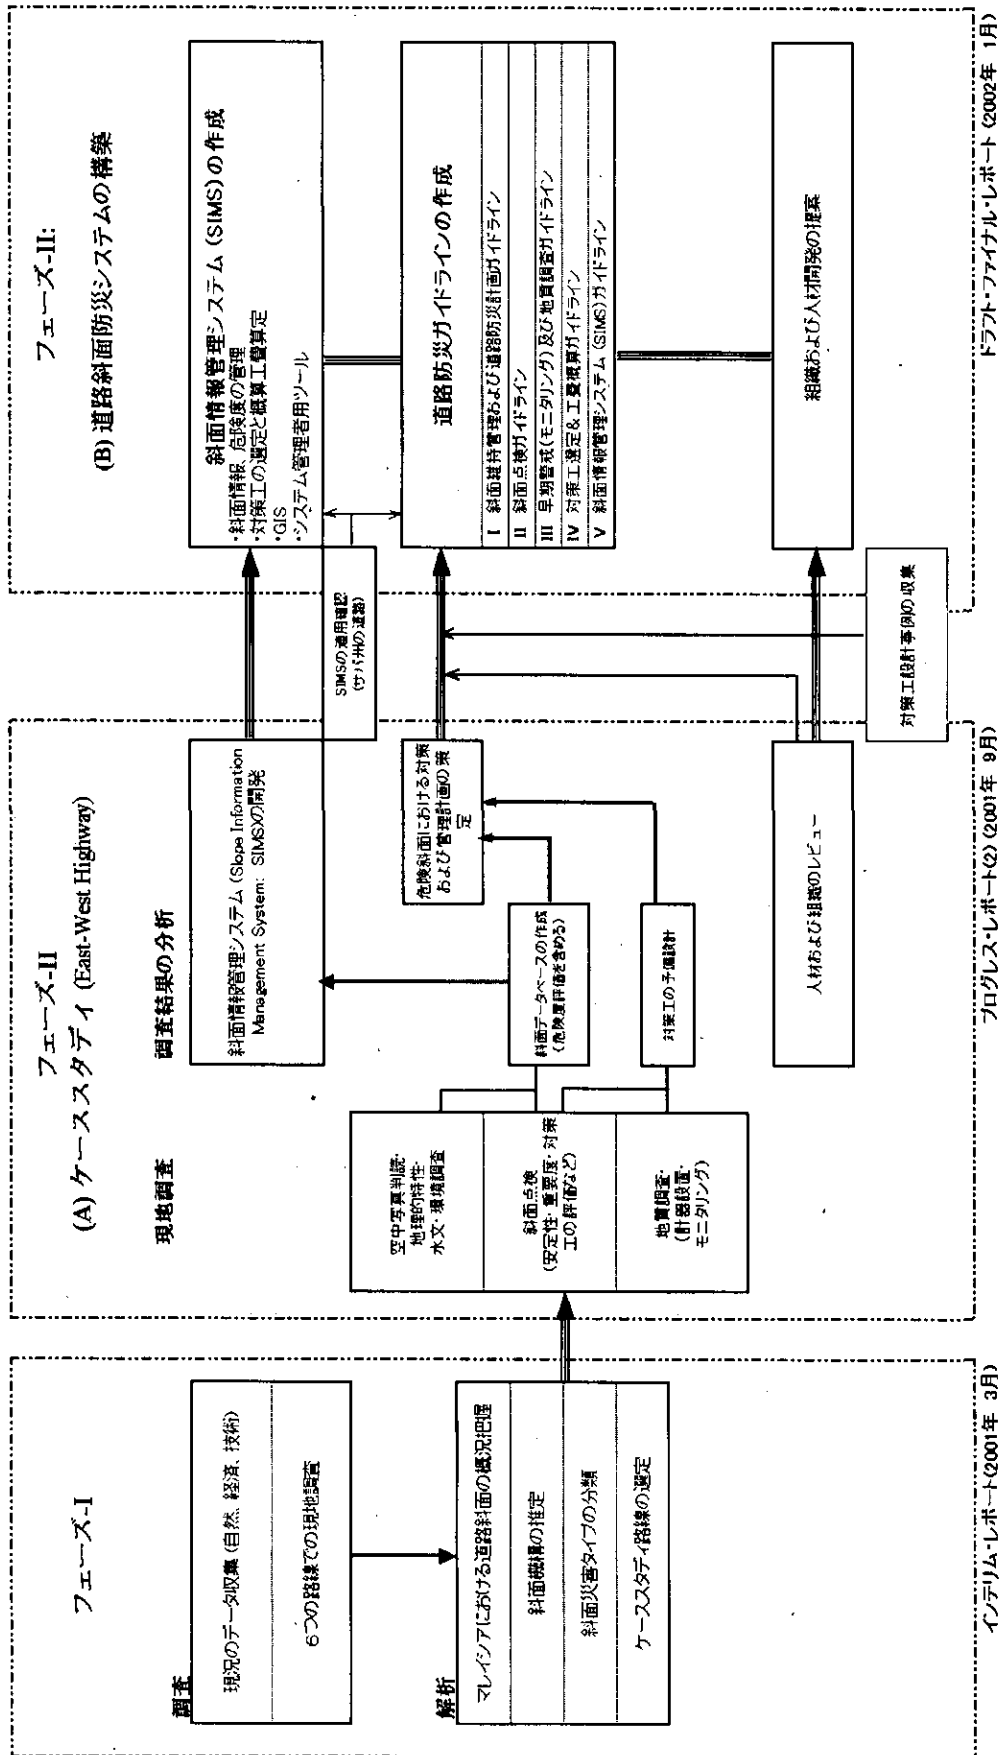 フェーズ-I
調査
現況のデータ収集 (自然、経済、技術)
6つの路線での現地調査
解析
マレイシアにおける道路斜面の概況把握
斜面機構の推定
斜面災害タイプの分類
ケーススタディ路線の選定
インテリム・レポート(2001年 3月)
フェーズ-II
(A) ケーススタディ (East-West Highway)
現地調査
調査結果の分析
空中写真判読・
地理的特性・
水文・環境調査
斜面点検
(安定性・重要度・対策
工の評価など)
地質調査・
(計器設置・
モニタリング)
斜面情報管理システム (Slope Information
Management System: SIMS)の開発
斜面データベースの作成
(危険度評価を含める)
対策工の予備設計
危険斜面における対策
および管理計画の策
定
人材および組織のレビュー
プログレス・レポート(2) (2001年 9月)
SIMSの適用確認
(サバ州の道路)
対策工設計事例の収集
フェーズ-II:
(B) 道路斜面防災システムの構築
斜面情報管理システム (SIMS) の作成
・斜面情報、危険度の管理
・対策工の選定と概算工費算定
・GIS
・システム管理者用ツール
道路防災ガイドラインの作成
I 斜面維持管理および道路防災計画ガイドライン
II 斜面点検ガイドライン
III 早期警戒(モニタリング) 及び地質調査ガイドライン
IV 対策工選定&工費概算ガイドライン
V 斜面情報管理システム (SIMS)ガイドライン
組織および人材開発の提案
ドラフト・ファイナル・レポート (2002年 1月)